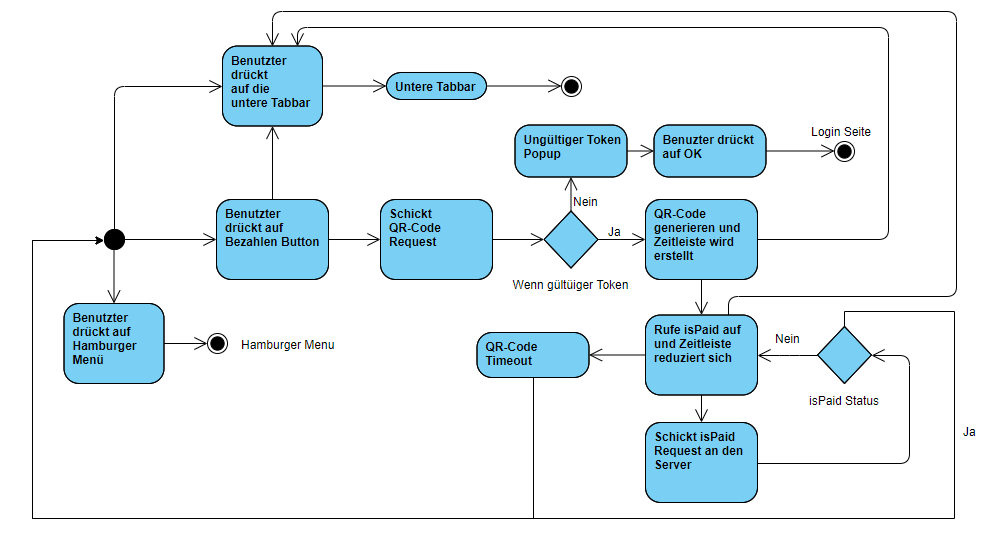 Benutzter
drückt
auf die
untere Tabbar
Untere Tabbar
Ungültiger Token
Popup
Benuzter drückt
auf OK
Login Seite
Nein
Benutzter
drückt auf
Bezahlen Button
Schickt
QR-Code
Request
Ja
QR-Code
generieren und
Zeitleiste wird
erstellt
Wenn gültüiger Token
Benutzter
drückt auf
Hamburger
Menü
Hamburger Menu
QR-Code
Timeout
Rufe isPaid auf
und Zeitleiste
reduziert sich
Nein
isPaid Status
Ja
Schickt isPaid
Request an den
Server